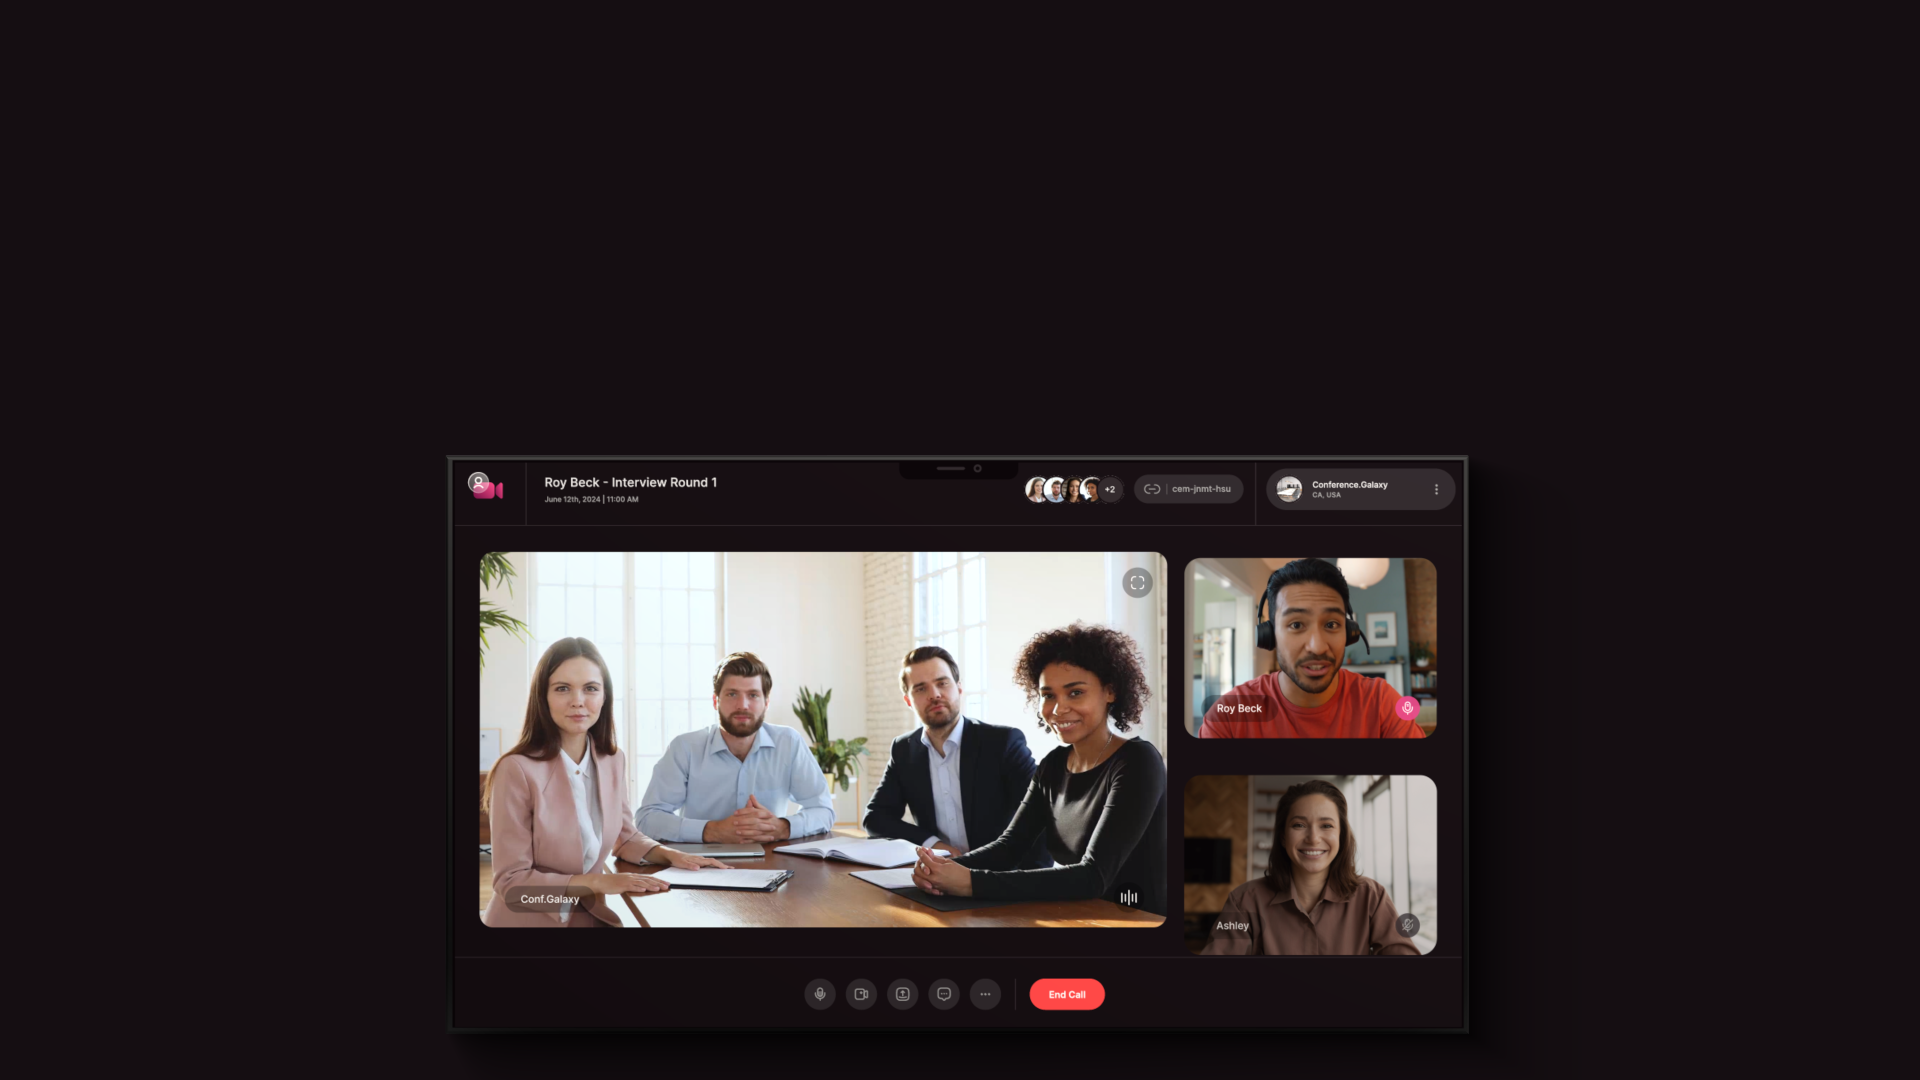 Roy Beck - Interview Round 1
June 12th, 2024 | 11:00 AM
+2
cem-jnmt-hsu
Conference.Galaxy
CA, USA
Conf.Galaxy
Roy Beck
Ashley
End Call